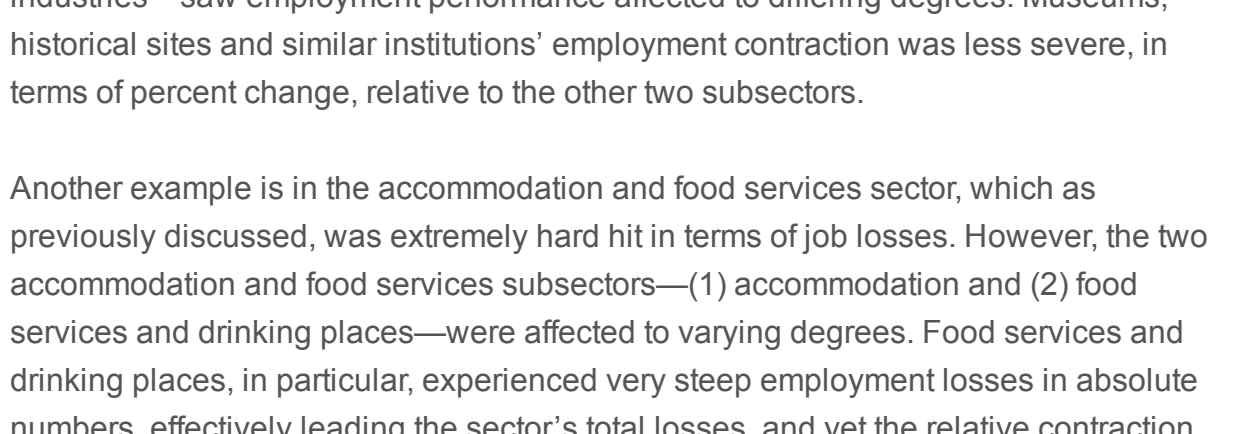 industries—saw employment performance affected to differing degrees. Museums,
historical sites and similar institutions’ employment contraction was less severe, in
terms of percent change, relative to the other two subsectors.
Another example is in the accommodation and food services sector, which as
previously discussed, was extremely hard hit in terms of job losses. However, the two
accommodation and food services subsectors—(1) accommodation and (2) food
services and drinking places—were affected to varying degrees. Food services and
drinking places, in particular, experienced very steep employment losses in absolute
numbers, effectively leading the sector’s total losses, and yet the relative contraction